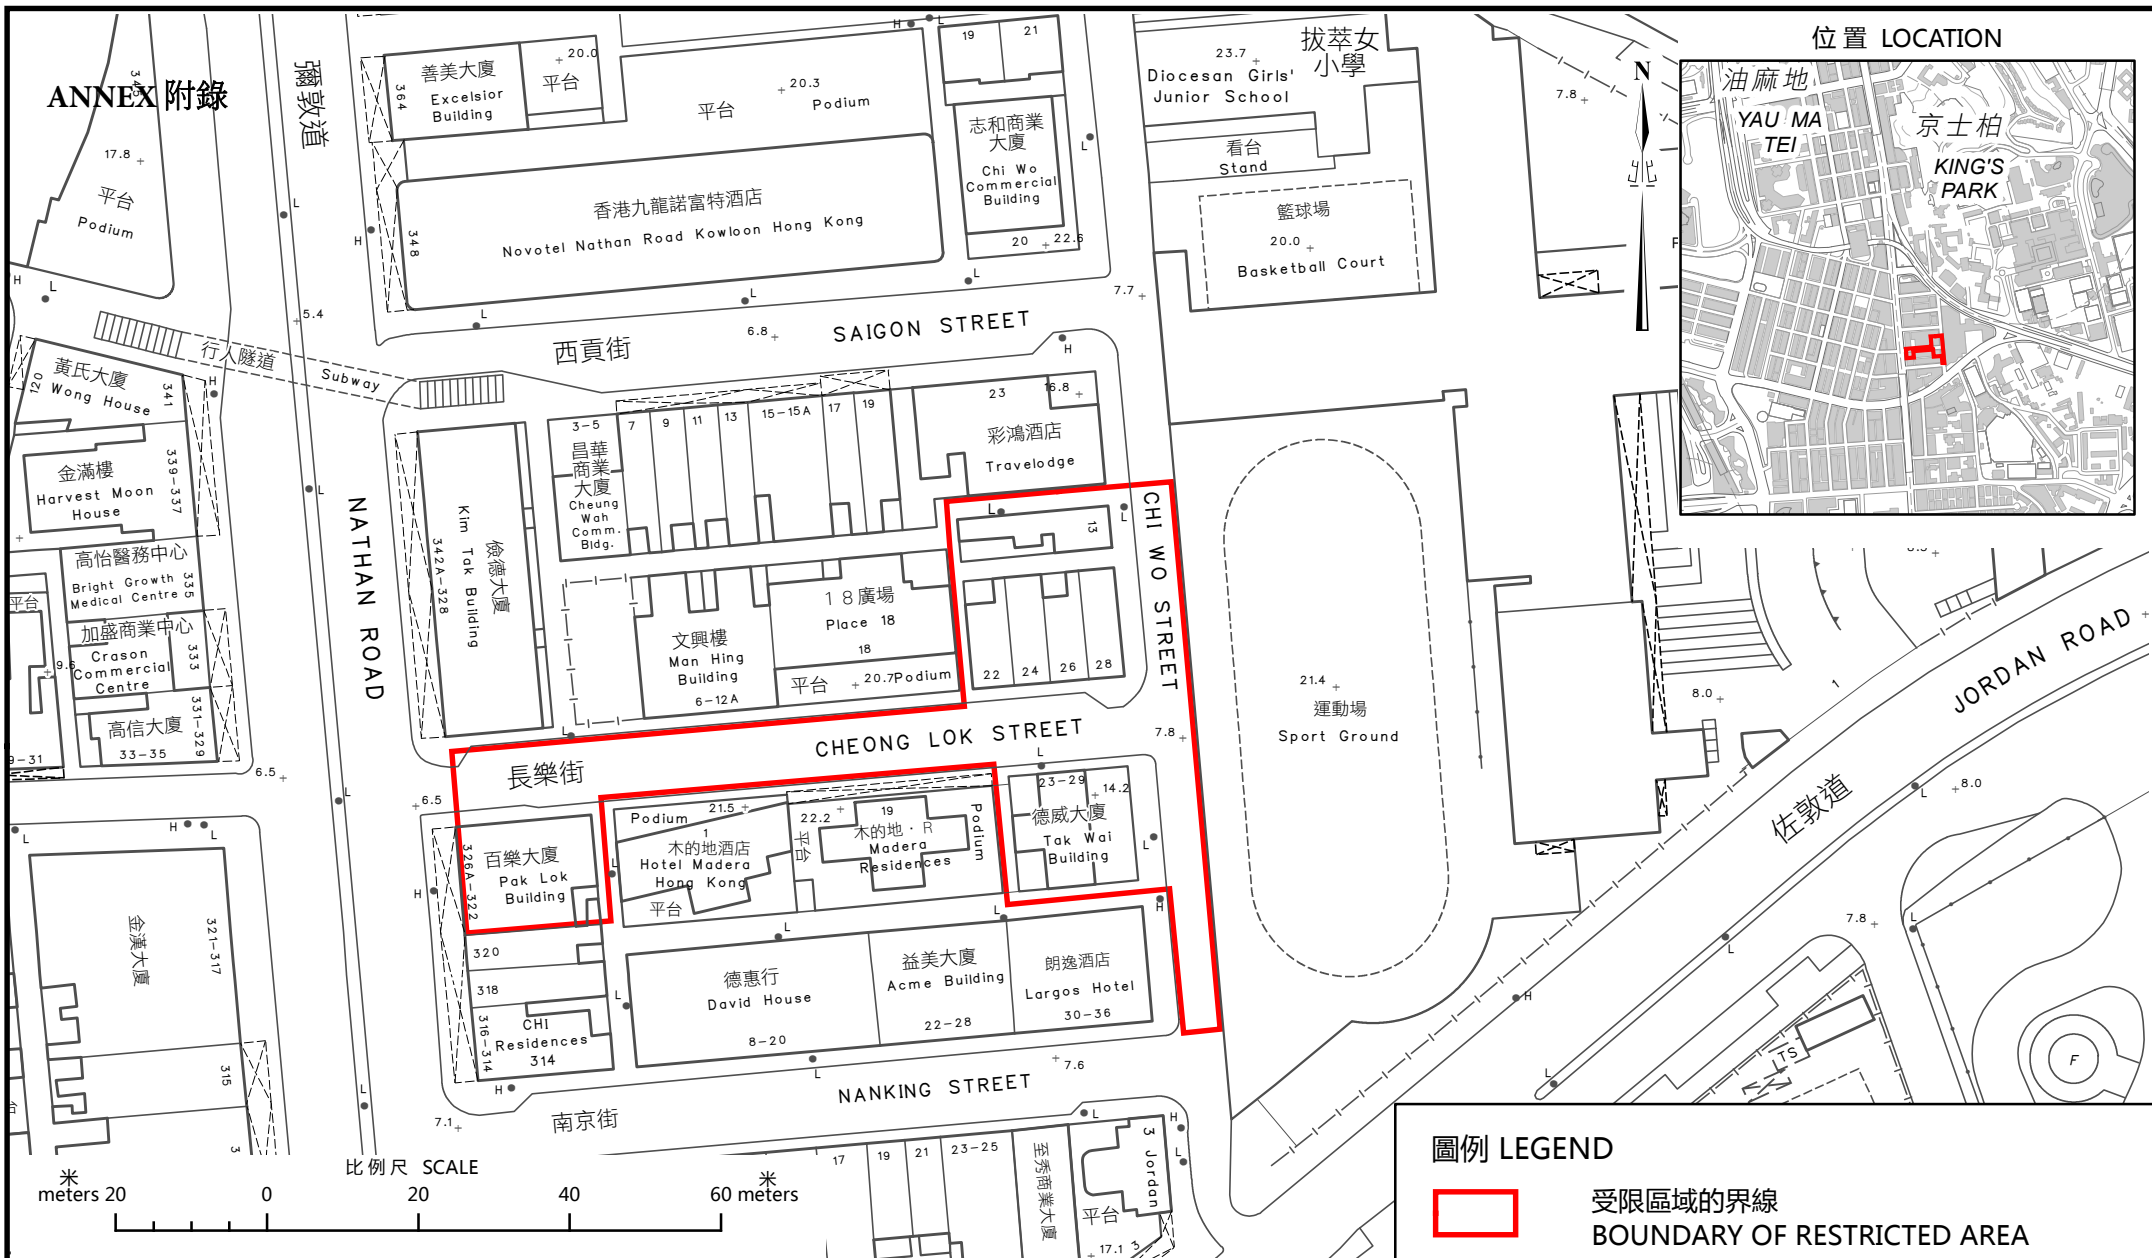 ANNEX 附錄
位置 LOCATION
油麻地
YAU MA
TEI
京士柏
KING'S
PARK
N
彌敦道
345
17.8
平台
Podium
善美大廈
Excelsior
Building
364
20.0
平台
平台
20.3
Podium
19
21
志和商業
大廈
Chi Wo
Commercial
Building
20
22.6
23.7
拔萃女
小學
Diocesan Girls'
Junior School
7.8
看台
Stand
籃球場
20.0
Basketball Court
348
香港九龍諾富特酒店
Novotel Nathan Road Kowloon Hong Kong
5.4
6.8
7.7
西貢街
SAIGON STREET
行人隧道
Subway
黃氏大廈
Wong House
120
341
金滿樓
Harvest Moon
House
339-337
高怡醫務中心
Bright Growth
Medical Centre
335
平台
加盛商業中心
Crason
Commercial
Centre
333
9.6
高信大廈
33-35
331-329
9-31
6.5
NATHAN ROAD
Kim Tak Building
342A-328
儉德大廈
3-5
昌華
商業
大廈
Cheung
Wah
Comm.
Bldg.
7
9
11
13
15-15A
17
19
23
16.8
彩鴻酒店
Travelodge
文興樓
Man Hing
Building
6-12A
18廣場
Place 18
18
平台
20.7
Podium
13
22
24
26
28
CHI WO STREET
21.4
運動場
Sport Ground
7.8
8.0
JORDAN ROAD
佐敦道
8.0
7.8
長樂街
CHEONG LOK STREET
6.5
百樂大廈
Pak Lok
Building
326A-322
Podium
21.5
1
木的地酒店
Hotel Madera
Hong Kong
平台
22.2
平台
19
木的地．R
Madera
Residences
Podium
23-29
14.2
德威大廈
Tak Wai
Building
320
318
316-314
CHI
Residences
314
德惠行
David House
8-20
益美大廈
Acme Building
22-28
朗逸酒店
Largos Hotel
30-36
金漢大廈
321-317
315
7.1
南京街
NANKING STREET
7.6
LTS
F
17
19
21
23-25
至秀商業大廈
3 Jordan
平台
17.1
3
比例尺 SCALE
米
meters 20
0
20
40
米
60 meters
圖例 LEGEND
受限區域的界線
BOUNDARY OF RESTRICTED AREA